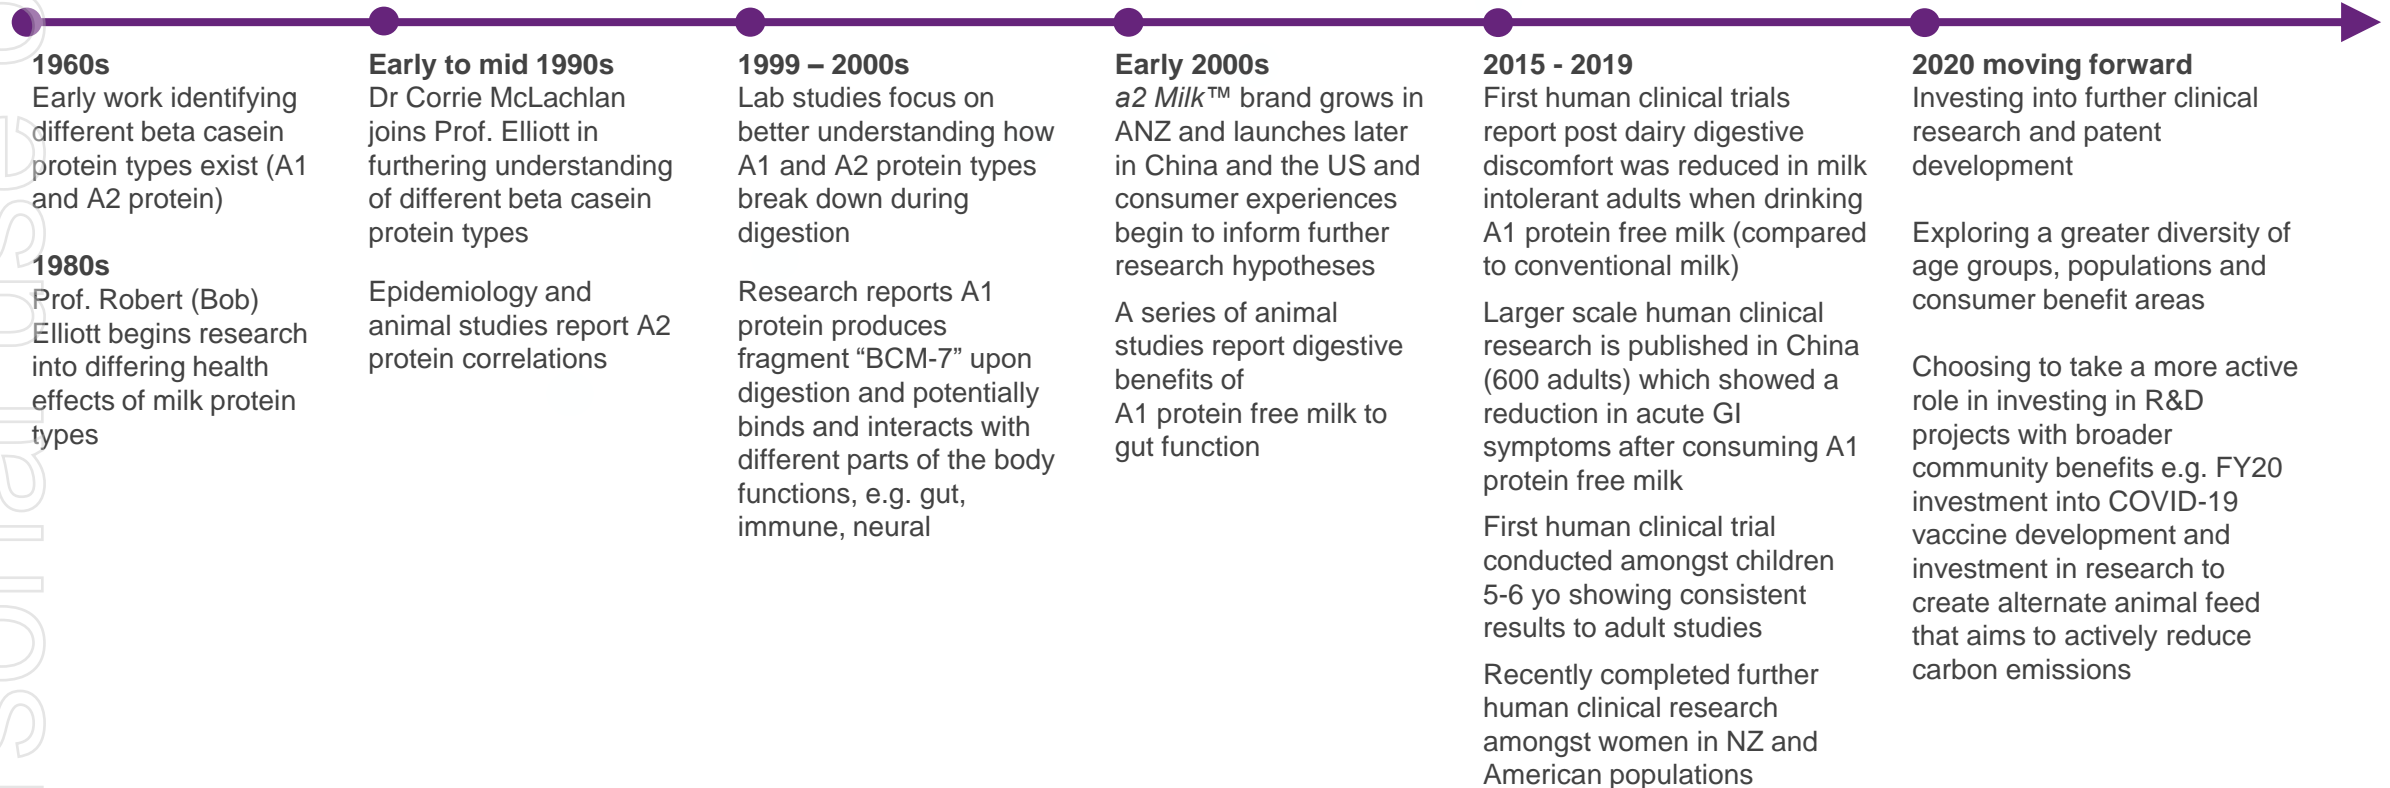 1960s
Early work identifying
different beta casein
protein types exist (A1
and A2 protein)
1980s
Prof. Robert (Bob)
Elliott begins research
into differing health
effects of milk protein
types
Early to mid 1990s
Dr Corrie McLachlan
joins Prof. Elliott in
furthering understanding
of different beta casein
protein types
Epidemiology and
animal studies report A2
protein correlations
1999 – 2000s
Lab studies focus on
better understanding how
A1 and A2 protein types
break down during
digestion
Research reports A1
protein produces
fragment “BCM-7” upon
digestion and potentially
binds and interacts with
different parts of the body
functions, e.g. gut,
immune, neural
Early 2000s
a2 Milk™ brand grows in
ANZ and launches later
in China and the US and
consumer experiences
begin to inform further
research hypotheses
A series of animal
studies report digestive
benefits of
A1 protein free milk to
gut function
2015 - 2019
First human clinical trials
report post dairy digestive
discomfort was reduced in milk
intolerant adults when drinking
A1 protein free milk (compared
to conventional milk)
Larger scale human clinical
research is published in China
(600 adults) which showed a
reduction in acute GI
symptoms after consuming A1
protein free milk
First human clinical trial
conducted amongst children
5-6 yo showing consistent
results to adult studies
Recently completed further
human clinical research
amongst women in NZ and
American populations
2020 moving forward
Investing into further clinical
research and patent
development
Exploring a greater diversity of
age groups, populations and
consumer benefit areas
Choosing to take a more active
role in investing in R&D
projects with broader
community benefits e.g. FY20
investment into COVID-19
vaccine development and
investment in research to
create alternate animal feed
that aims to actively reduce
carbon emissions